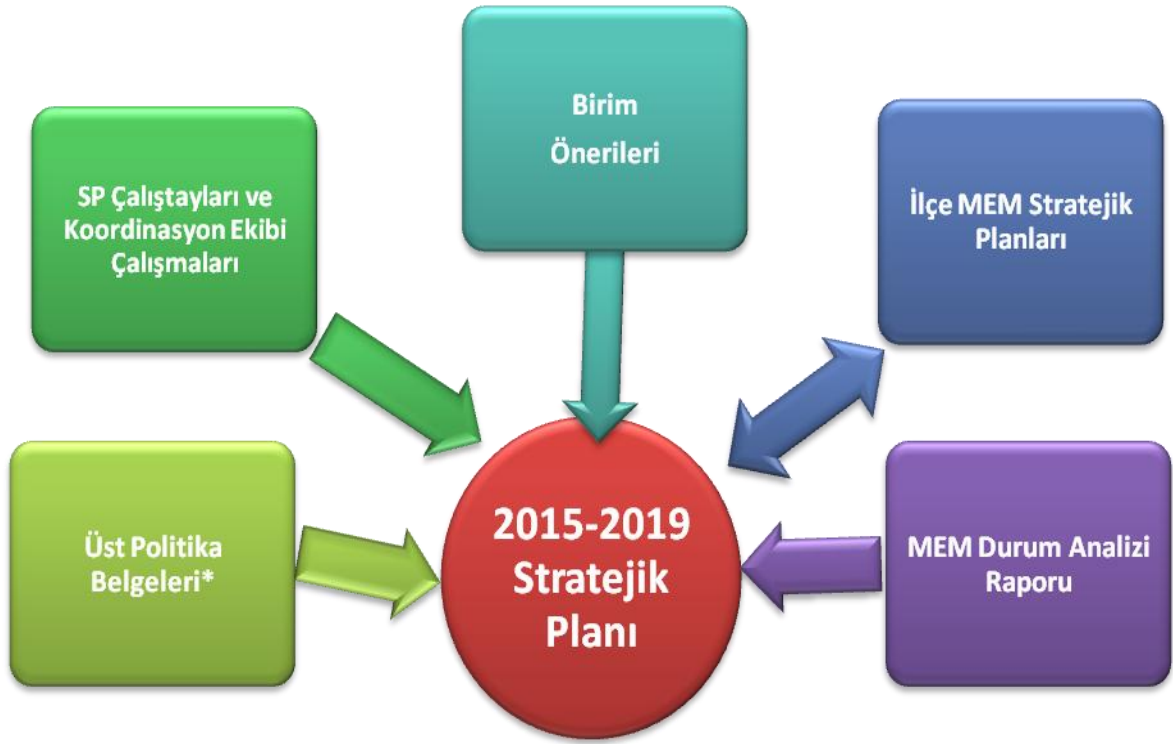 Birim
Önerileri
SP Çalıştayları ve
Koordinasyon Ekibi
Çalışmaları
İlçe MEM Stratejik
Planları
Üst Politika
Belgeleri*
2015-2019
Stratejik
Planı
MEM Durum Analizi
Raporu